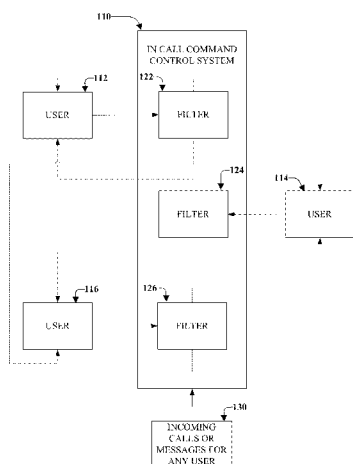 110
IN CALL COMMAND
CONTROL SYSTEM
112
USER
122
FILTER
124
FILTER
114
USER
116
USER
126
FILTER
130
INCOMING
CALLS OR
MESSAGES FOR
ANY USER